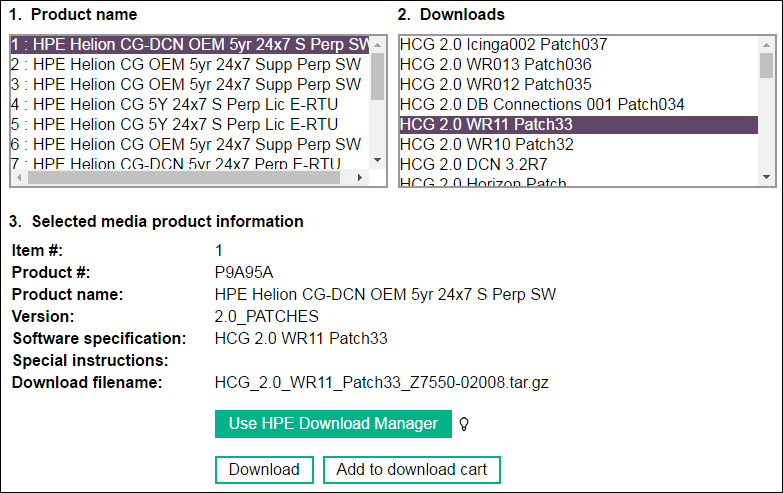 1. Product name
1 : HPE Helion CG-DCN OEM 5yr 24x7 S Perp SW
2 : HPE Helion CG OEM 5yr 24x7 Supp Perp SW
3 : HPE Helion CG OEM 5yr 24x7 Supp Perp SW
4 : HPE Helion CG 5Y 24x7 S Perp Lic E-RTU
5 : HPE Helion CG 5Y 24x7 S Perp Lic E-RTU
6 : HPE Helion CG OEM 5yr 24x7 Supp Perp SW
7 : HPE Helion CG-DCN 5yr 24x7 Perp E-RTU
2. Downloads
HCG 2.0 Icinga002 Patch037
HCG 2.0 WR013 Patch036
HCG 2.0 WR012 Patch035
HCG 2.0 DB Connections 001 Patch034
HCG 2.0 WR11 Patch33
HCG 2.0 WR10 Patch32
HCG 2.0 DCN 3.2R7
HCG 2.0 Horizon Patch
3. Selected media product information
Item #: 1
Product #: P9A95A
Product name: HPE Helion CG-DCN OEM 5yr 24x7 S Perp SW
Version: 2.0_PATCHES
Software specification: HCG 2.0 WR11 Patch33
Special instructions:
Download filename: HCG_2.0_WR11_Patch33_Z7550-02008.tar.gz
Use HPE Download Manager
Download Add to download cart